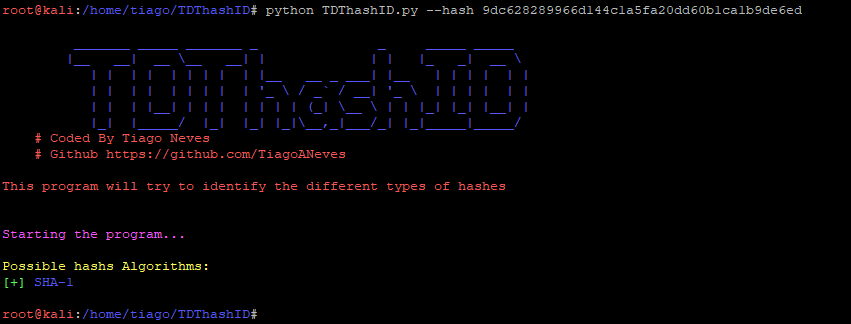 root@kali:/home/tiago/TDThashID# python TDThashID.py --hash 9dc628289966d144c1a5fa20dd60b1ca1b9de6ed
TDThashID
# Coded By Tiago Neves
# Github https://github.com/TiagoANeves
This program will try to identify the different types of hashes
Starting the program...
Possible hashs Algorithms:
[+] SHA-1
root@kali:/home/tiago/TDThashID#